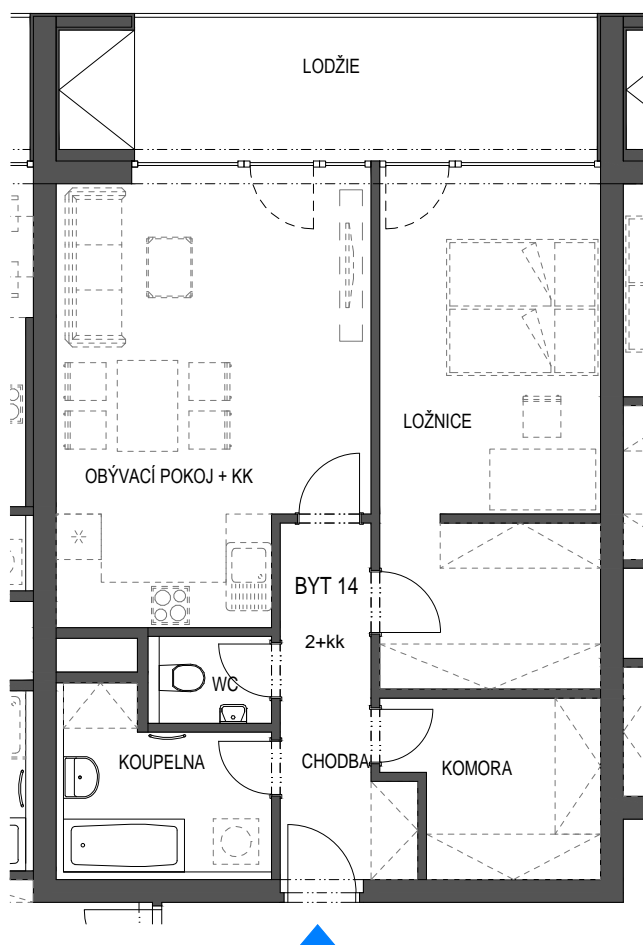 LODŽIE
LOŽNICE
OBÝVACÍ POKOJ + KK
BYT 14
2+kk
WC
KOUPELNA
CHODBA
KOMORA